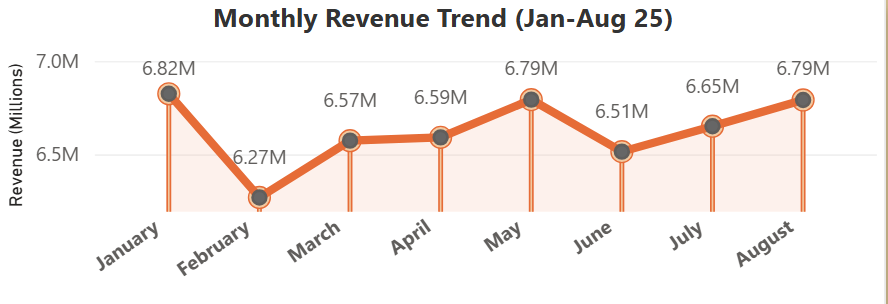 Monthly Revenue Trend (Jan-Aug 25)
Revenue (Millions)
7.0M
6.5M
6.82M
6.27M
6.57M
6.59M
6.79M
6.51M
6.65M
6.79M
January
February
March
April
May
June
July
August